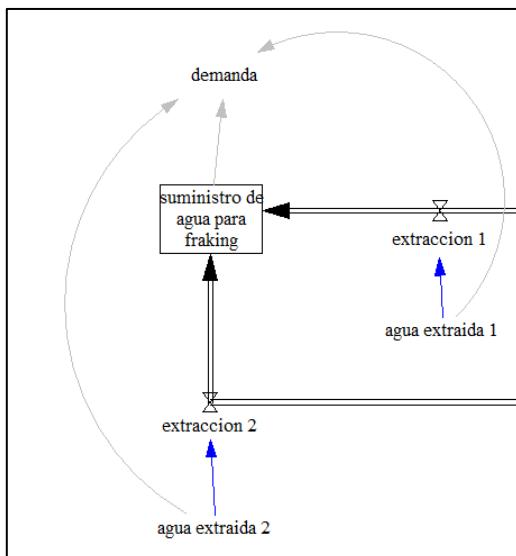 demanda
suministro de
agua para
fraking
extraccion 1
agua extraida 1
extraccion 2
agua extraida 2